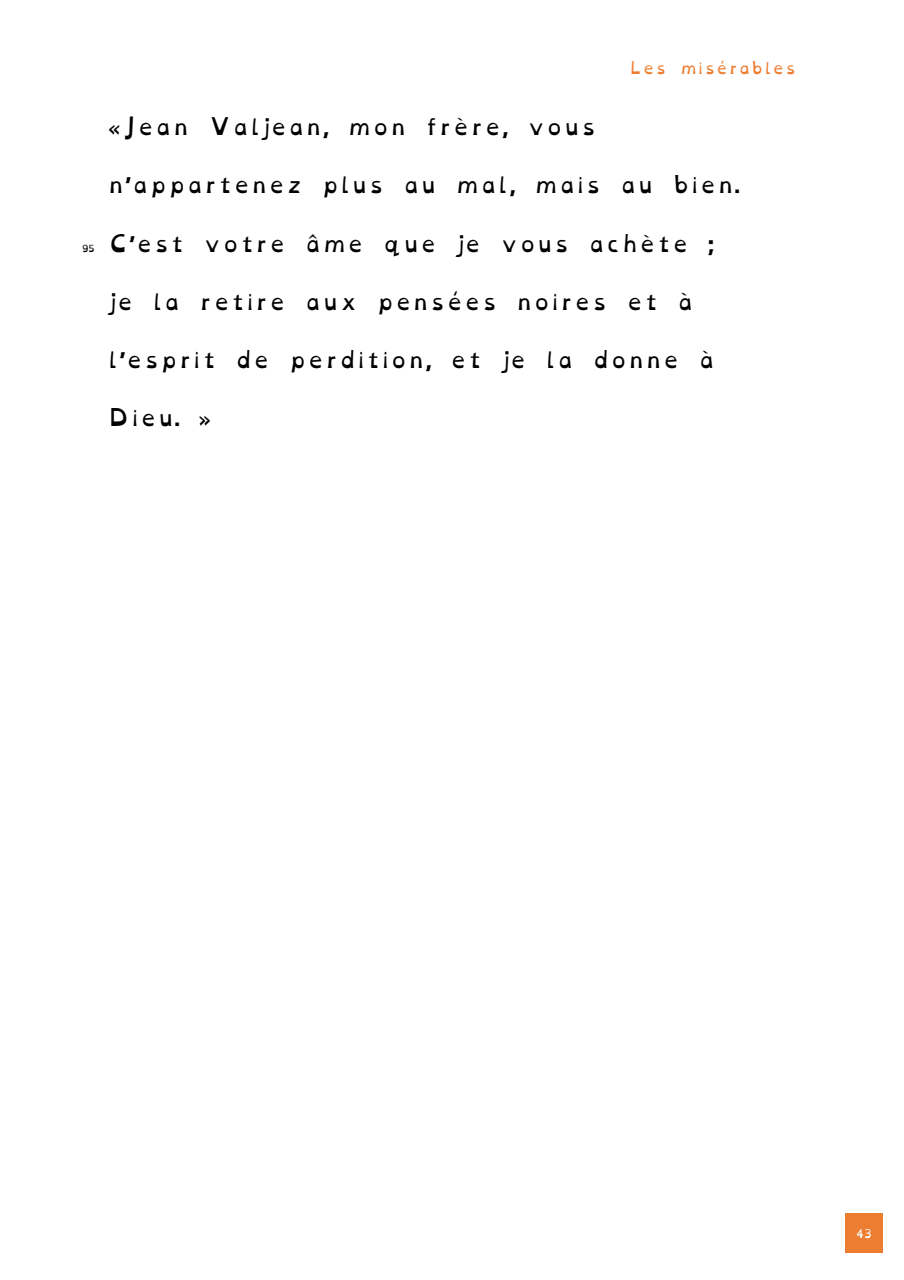 Les misérables
«Jean Valjean, mon frère, vous
n’appartenez plus au mal, mais au bien.
95 C’est votre âme que je vous achète ;
je la retire aux pensées noires et à
l’esprit de perdition, et je la donne à
Dieu. »
43